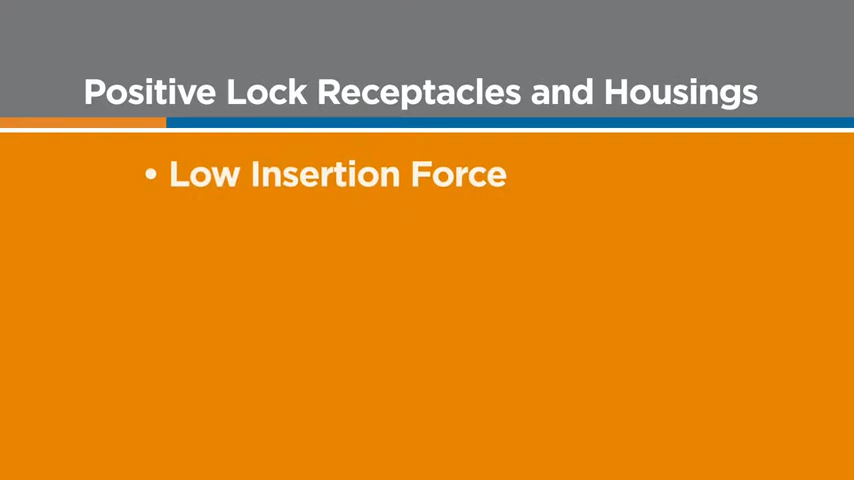 Positive Lock Receptacles and Housings
• Low Insertion Force